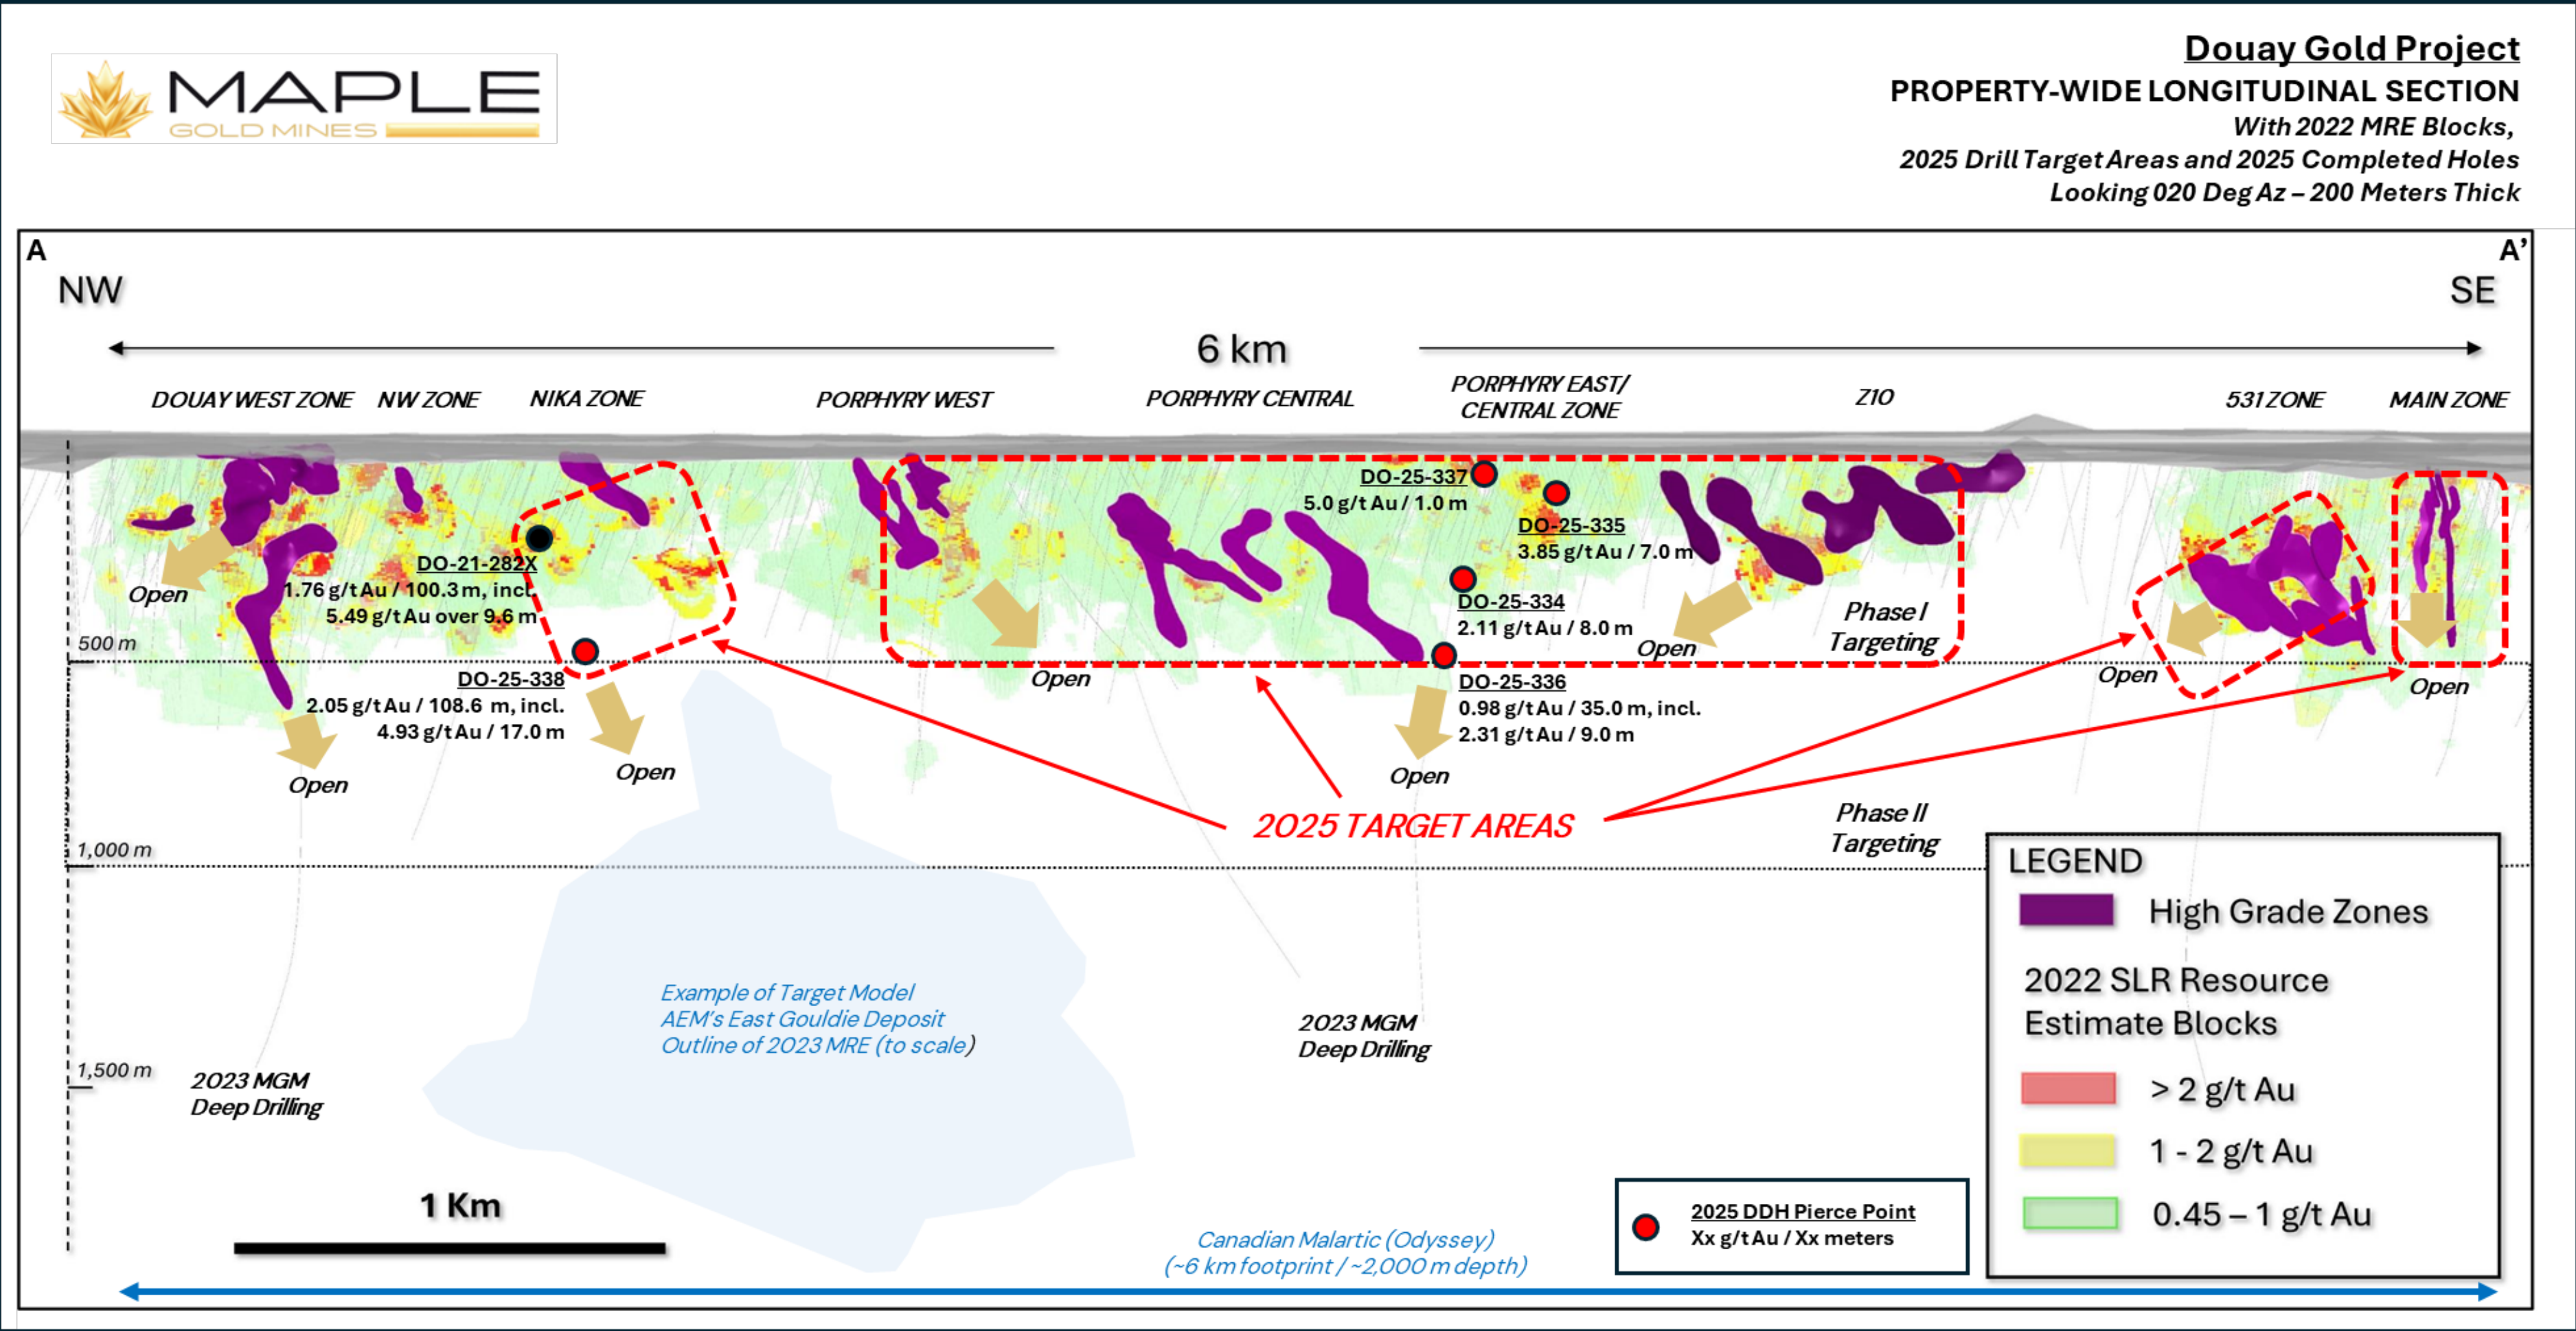 MAPLE
GOLD MINES
Douay Gold Project
PROPERTY-WIDE LONGITUDINAL SECTION
With 2022 MRE Blocks,
2025 Drill Target Areas and 2025 Completed Holes
Looking 020 Deg Az – 200 Meters Thick
A
A’
NW
SE
6 km
DOUAY WEST ZONE
NW ZONE
NIKA ZONE
PORPHYRY WEST
PORPHYRY CENTRAL
PORPHYRY EAST/
CENTRAL ZONE
Z10
531 ZONE
MAIN ZONE
DO-25-337
5.0 g/t Au / 1.0 m
DO-25-335
3.85 g/t Au / 7.0 m
DO-21-282X
1.76 g/t Au / 100.3 m, incl.
5.49 g/t Au over 9.6 m
Open
DO-25-334
2.11 g/t Au / 8.0 m
Phase I
Targeting
Open
500 m
Open
Open
Open
DO-25-338
2.05 g/t Au / 108.6 m, incl.
4.93 g/t Au / 17.0 m
DO-25-336
0.98 g/t Au / 35.0 m, incl.
2.31 g/t Au / 9.0 m
Open
Open
Open
2025 TARGET AREAS
Phase II
Targeting
1,000 m
Example of Target Model
AEM’s East Gouldie Deposit
Outline of 2023 MRE (to scale)
2023 MGM
Deep Drilling
1,500 m
2023 MGM
Deep Drilling
LEGEND
High Grade Zones
2022 SLR Resource
Estimate Blocks
> 2 g/t Au
1 - 2 g/t Au
0.45 – 1 g/t Au
1 Km
2025 DDH Pierce Point
Xx g/t Au / Xx meters
Canadian Malartic (Odyssey)
(~6 km footprint / ~2,000 m depth)